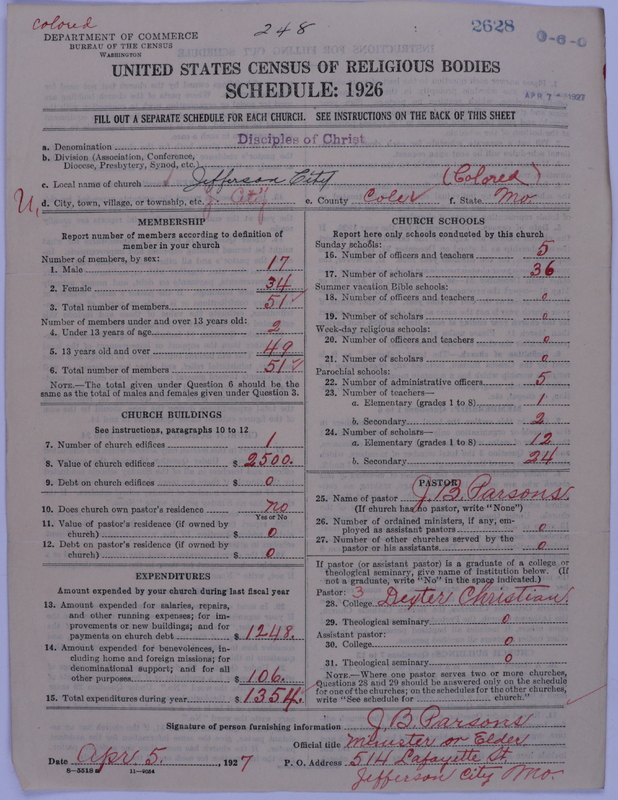 Colored
248
2628
0-6-0
APR 7 1927
DEPARTMENT OF COMMERCE
BUREAU OF THE CENSUS
WASHINGTON
UNITED STATES CENSUS OF RELIGIOUS BODIES
SCHEDULE: 1926
FILL OUT A SEPARATE SCHEDULE FOR EACH CHURCH. SEE INSTRUCTIONS ON THE BACK OF THIS SHEET
a. Denomination Disciples of Christ
b. Division (Association, Conference, Diocese, Presbytery, Synod, etc.)
c. Local name of church Jefferson City (Colored)
U, d. City, town, village, or township, etc. J. City e. County Cole f. State Mo
MEMBERSHIP
Report number of members according to definition of
member in your church
Number of members, by sex:
1. Male 17
2. Female 34
3. Total number of members 51
Number of members under and over 13 years old:
4. Under 13 years of age 2
5. 13 years old and over 49
6. Total number of members 51
NOTE.—The total given under Question 6 should be the
same as the total of males and females given under Question 3.
CHURCH BUILDINGS
See instructions, paragraphs 10 to 12
7. Number of church edifices 1
8. Value of church edifices $ 2500.
9. Debt on church edifices $ 0
10. Does church own pastor's residence no
Yes or No
11. Value of pastor's residence (if owned by
church) $ 0
12. Debt on pastor's residence (if owned by
church) $ 0
EXPENDITURES
Amount expended by your church during last fiscal year
13. Amount expended for salaries, repairs,
and other running expenses; for im-
provements or new buildings; and for
payments on church debt $ 1248.
14. Amount expended for benevolences, in-
cluding home and foreign missions; for
denominational support; and for all
other purposes $ 106.
15. Total expenditures during year $ 1354.
CHURCH SCHOOLS
Report here only schools conducted by this church
Sunday schools:
16. Number of officers and teachers 5
17. Number of scholars 36
Summer vacation Bible schools:
18. Number of officers and teachers 0
19. Number of scholars 0
Week-day religious schools:
20. Number of officers and teachers 0
21. Number of scholars 0
Parochial schools:
22. Number of administrative officers 5
23. Number of teachers—
a. Elementary (grades 1 to 8) 1
b. Secondary 2
24. Number of scholars—
a. Elementary (grades 1 to 8) 12
b. Secondary 24
PASTOR
25. Name of pastor J. B. Parsons.
(If church has no pastor, write "None")
26. Number of ordained ministers, if any, em-
ployed as assistant pastors 0
27. Number of other churches served by the
pastor or his assistants 0
If pastor (or assistant pastor) is a graduate of a college or
theological seminary, give name of institution below. (If
not a graduate, write "No" in the space indicated.)
Pastor: 3
28. College Dexter Christian
29. Theological seminary 0
Assistant pastor:
30. College 0
31. Theological seminary 0
NOTE.—Where one pastor serves two or more churches,
Questions 28 and 29 should be answered only on the schedule
for one of the churches; on the schedules for the other churches,
write "See schedule for church."
Signature of person furnishing information J. B. Parsons
Official title Minister or Elder
Date Apr 5. , 1927 P. O. Address 514 Lafayette St.
Jefferson City Mo.
8-5518 11-9054